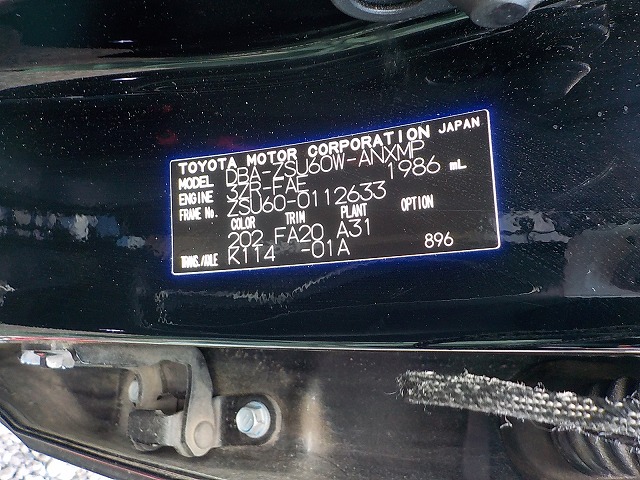 TOYOTA MOTOR CORPORATION JAPAN
MODEL DBA-ZSU60W-ANXMP
ENGINE 3ZR-FAE 1986 mL
FRAME No. ZSU60-0112633
COLOR TRIM PLANT OPTION
202 FA20 A31
TRANS./AXLE K114 -01A 896